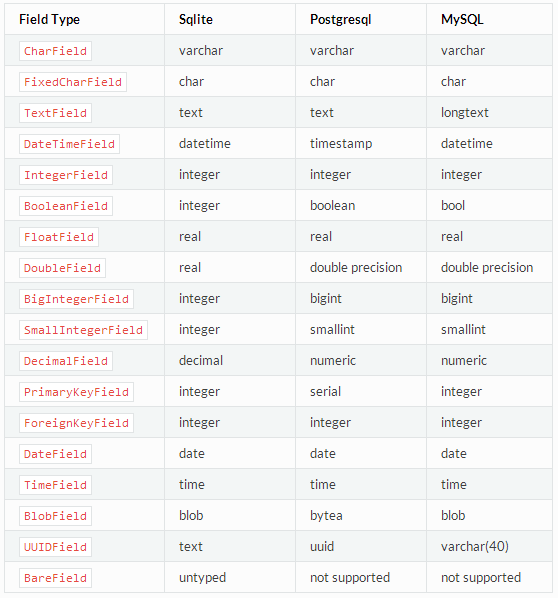 Field Type Sqlite Postgresql MySQL
CharField varchar varchar varchar
FixedCharField char char char
TextField text text longtext
DateTimeField datetime timestamp datetime
IntegerField integer integer integer
BooleanField integer boolean bool
FloatField real real real
DoubleField real double precision double precision
BigIntegerField integer bigint bigint
SmallIntegerField integer smallint smallint
DecimalField decimal numeric numeric
PrimaryKeyField integer serial integer
ForeignKeyField integer integer integer
DateField date date date
TimeField time time time
BlobField blob bytea blob
UUIDField text uuid varchar(40)
BareField untyped not supported not supported